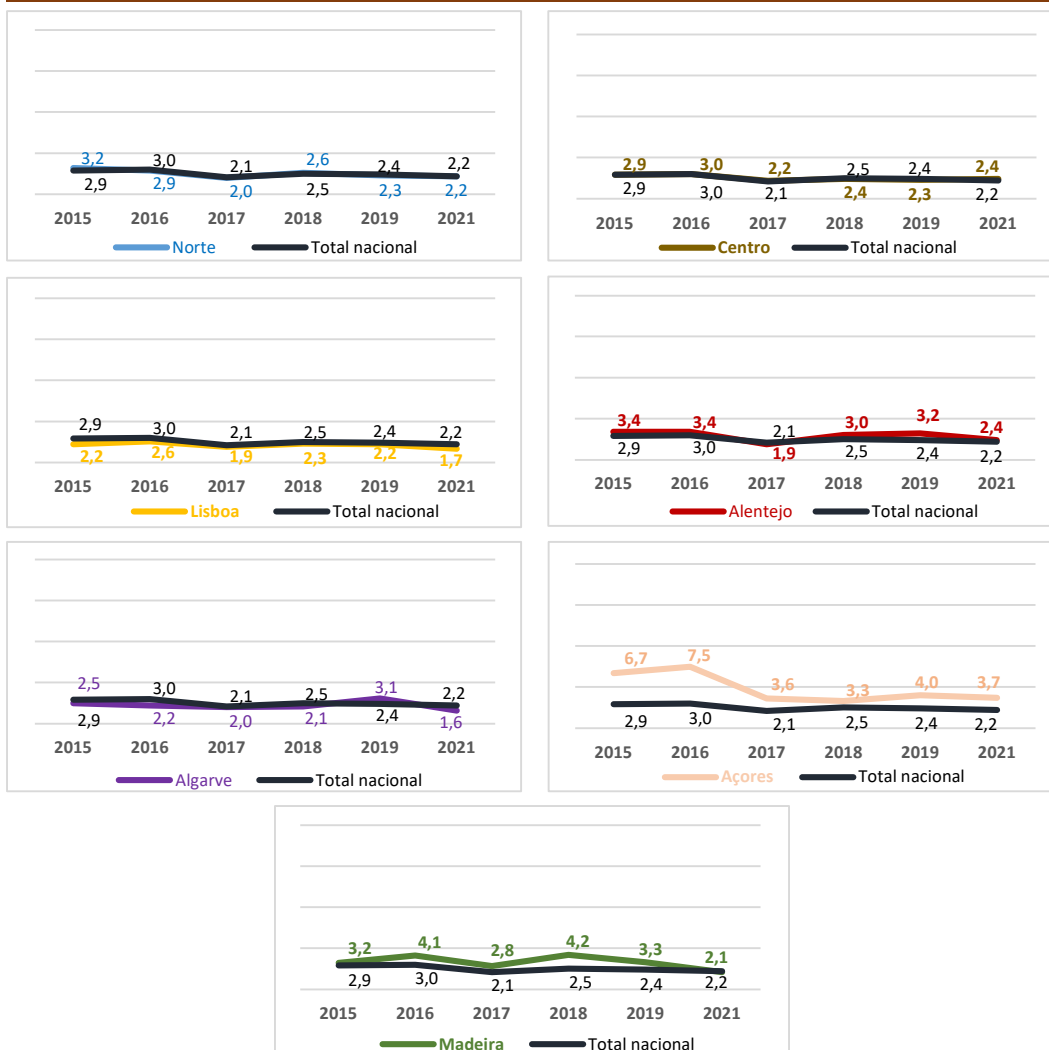 3,2 3,0 2,1 2,6 2,4 2,2
2,9 2,9 2,0 2,5 2,3 2,2
2015 2016 2017 2018 2019 2021
Norte Total nacional
2,9 3,0 2,2 2,5 2,4 2,4
2,9 3,0 2,1 2,4 2,3 2,2
2015 2016 2017 2018 2019 2021
Centro Total nacional
2,9 3,0 2,1 2,5 2,4 2,2
2,2 2,6 1,9 2,3 2,2 1,7
2015 2016 2017 2018 2019 2021
Lisboa Total nacional
3,4 3,4 2,1 3,0 3,2 2,4
2,9 3,0 1,9 2,5 2,4 2,2
2015 2016 2017 2018 2019 2021
Alentejo Total nacional
2,5 3,0 2,1 2,5 3,1 2,2
2,9 2,2 2,0 2,1 2,4 1,6
2015 2016 2017 2018 2019 2021
Algarve Total nacional
6,7 7,5 3,6 3,3 4,0 3,7
2,9 3,0 2,1 2,5 2,4 2,2
2015 2016 2017 2018 2019 2021
Açores Total nacional
3,2 4,1 2,8 4,2 3,3 2,1
2,9 3,0 2,1 2,5 2,4 2,2
2015 2016 2017 2018 2019 2021
Madeira Total nacional